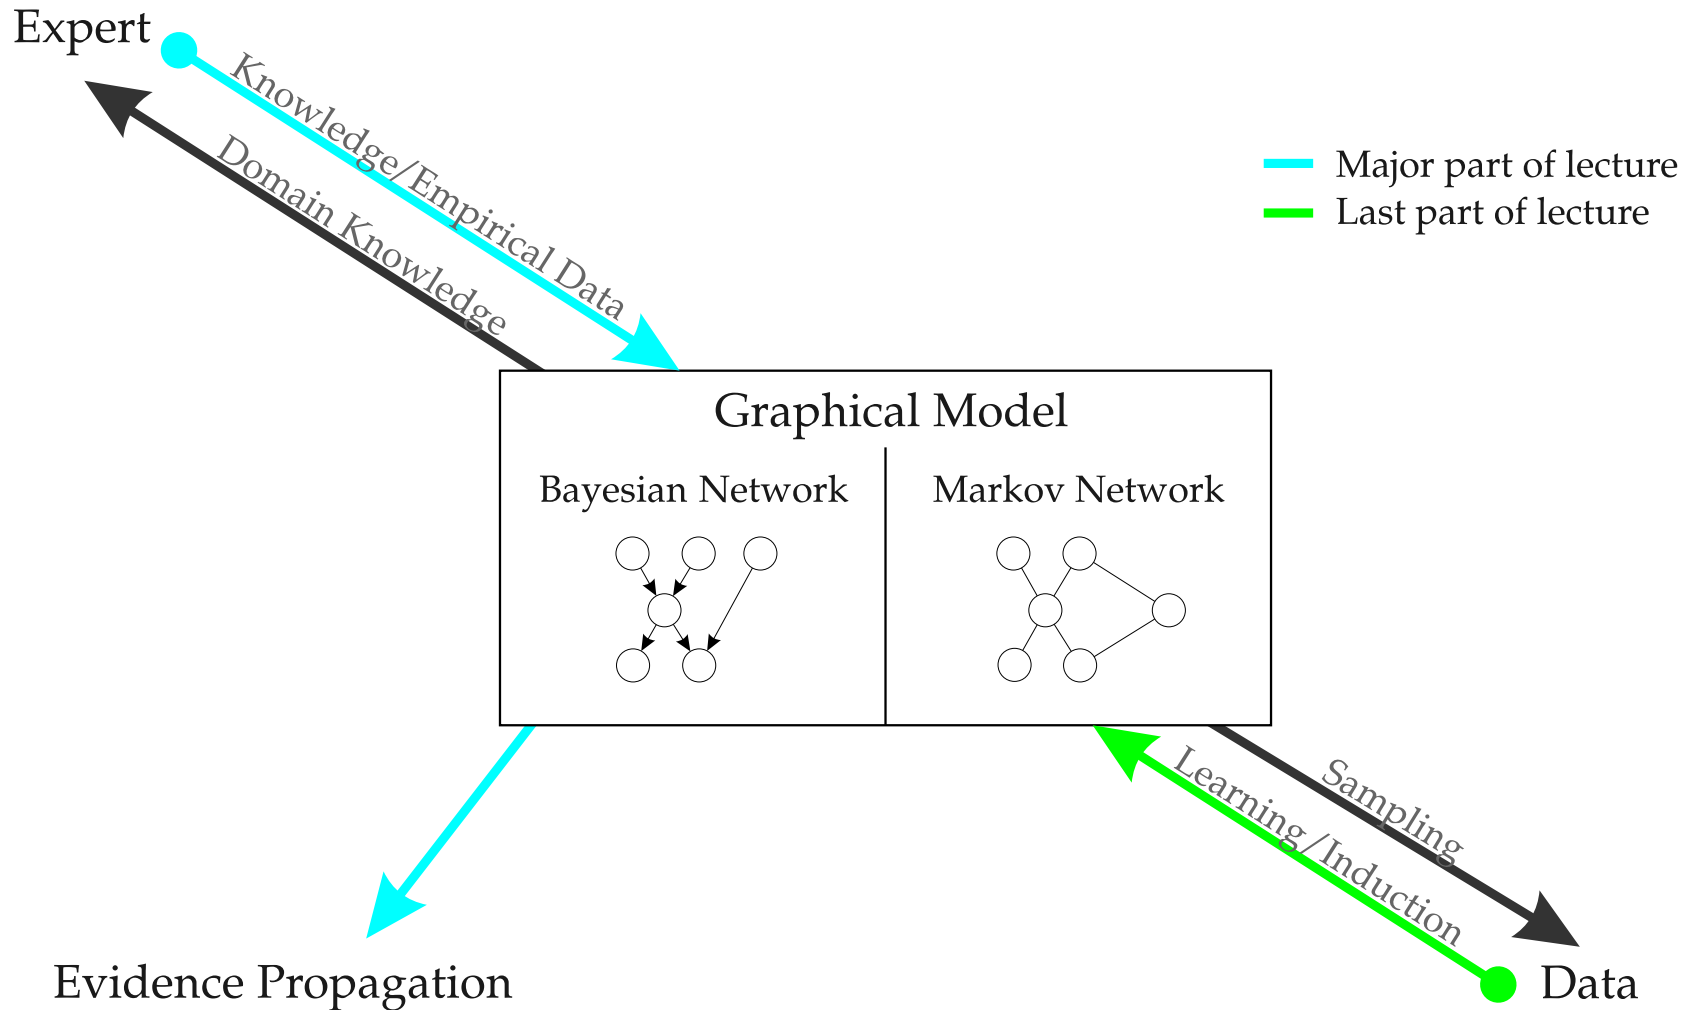 Expert
Knowledge/Empirical Data
Domain Knowledge
Major part of lecture
Last part of lecture
Graphical Model
Bayesian Network
Markov Network
Sampling
Learning/Induction
Evidence Propagation
Data